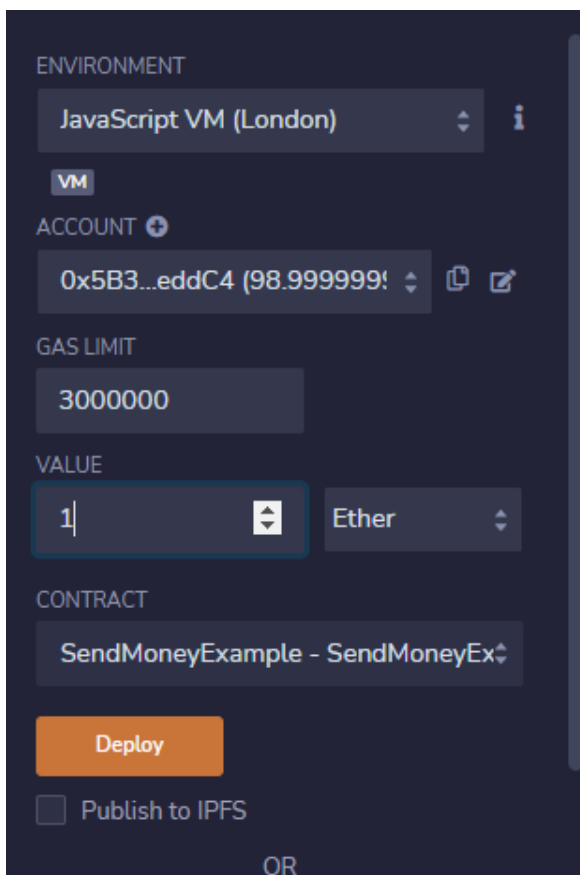 ENVIRONMENT
JavaScript VM (London)
VM
ACCOUNT
0x5B3...eddC4 (98.9999999
GAS LIMIT
3000000
VALUE
1
Ether
CONTRACT
SendMoneyExample - SendMoneyEx
Deploy
Publish to IPFS
OR